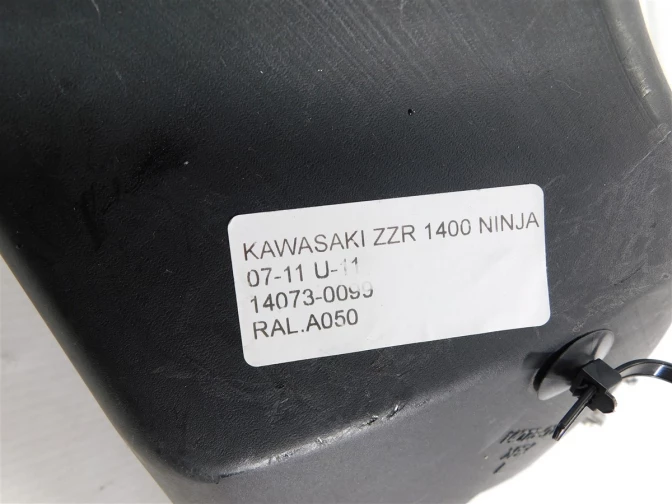 KAWASAKI ZZR 1400 NINJA
07-11 U-11
14073-0099
RAL.A050